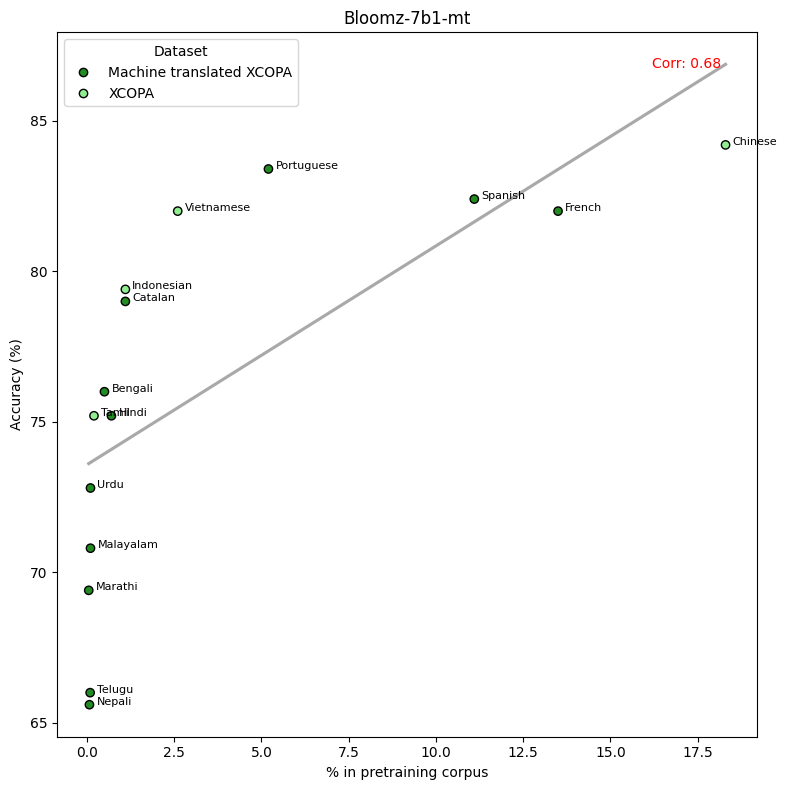 Bloomz-7b1-mt
Dataset
Machine translated XCOPA
XCOPA
Corr: 0.68
Chinese
Portuguese
Spanish
French
Vietnamese
Indonesian
Catalan
Bengali
Tamil
Hindi
Urdu
Malayalam
Marathi
Telugu
Nepali
85
80
75
70
65
Accuracy (%)
0.0 2.5 5.0 7.5 10.0 12.5 15.0 17.5
% in pretraining corpus